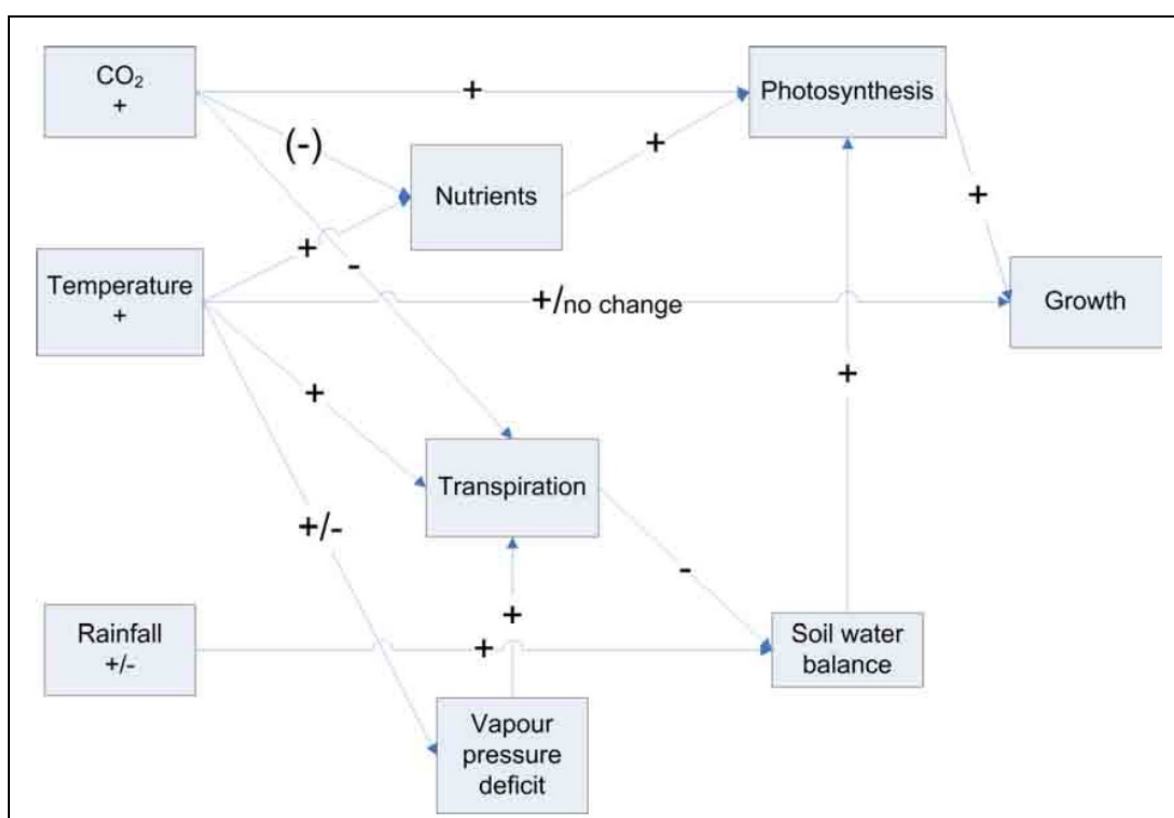 CO₂
+
+
Photosynthesis
(-)
+
Nutrients
+
+
-
Temperature
+
+/no change
Growth
+
+
Transpiration
+/-
-
Rainfall
+/-
+
+
Soil water
balance
Vapour
pressure
deficit